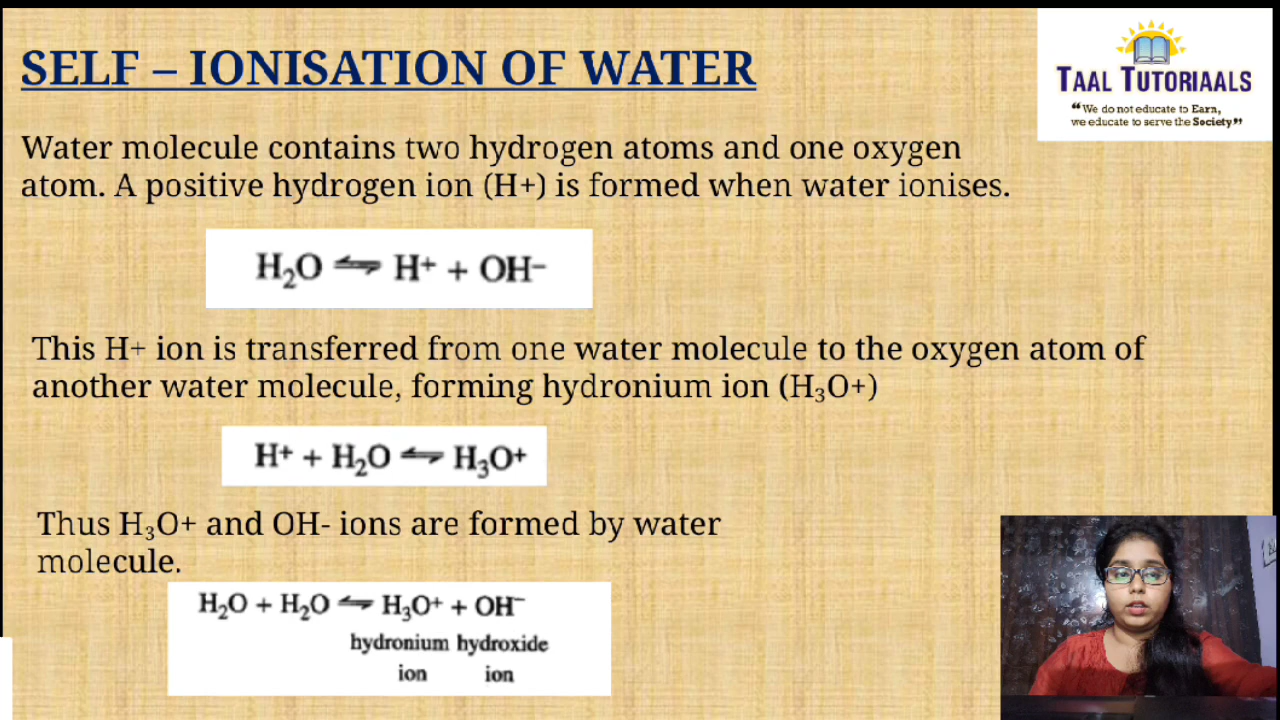 SELF – IONISATION OF WATER
TAAL TUTORIAALS
“We do not educate to Earn,
we educate to serve the Society”
Water molecule contains two hydrogen atoms and one oxygen
atom. A positive hydrogen ion (H+) is formed when water ionises.
H₂O ⇌ H⁺ + OH⁻
This H+ ion is transferred from one water molecule to the oxygen atom of
another water molecule, forming hydronium ion (H₃O+)
H⁺ + H₂O ⇌ H₃O⁺
Thus H₃O+ and OH- ions are formed by water
molecule.
H₂O + H₂O ⇌ H₃O⁺ + OH⁻
hydronium hydroxide
ion ion